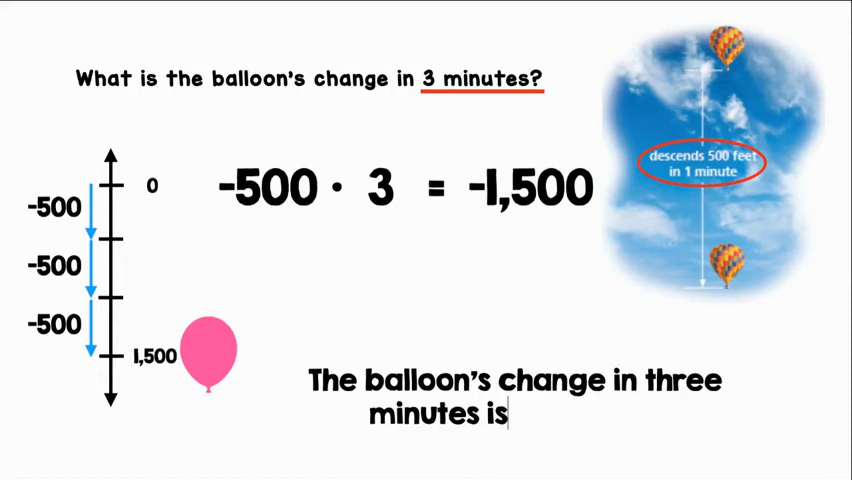 What is the balloon's change in 3 minutes?
descends 500 feet
in 1 minute
0
-500 · 3 = -1,500
-500
-500
-500
1,500
The balloon's change in three
minutes is